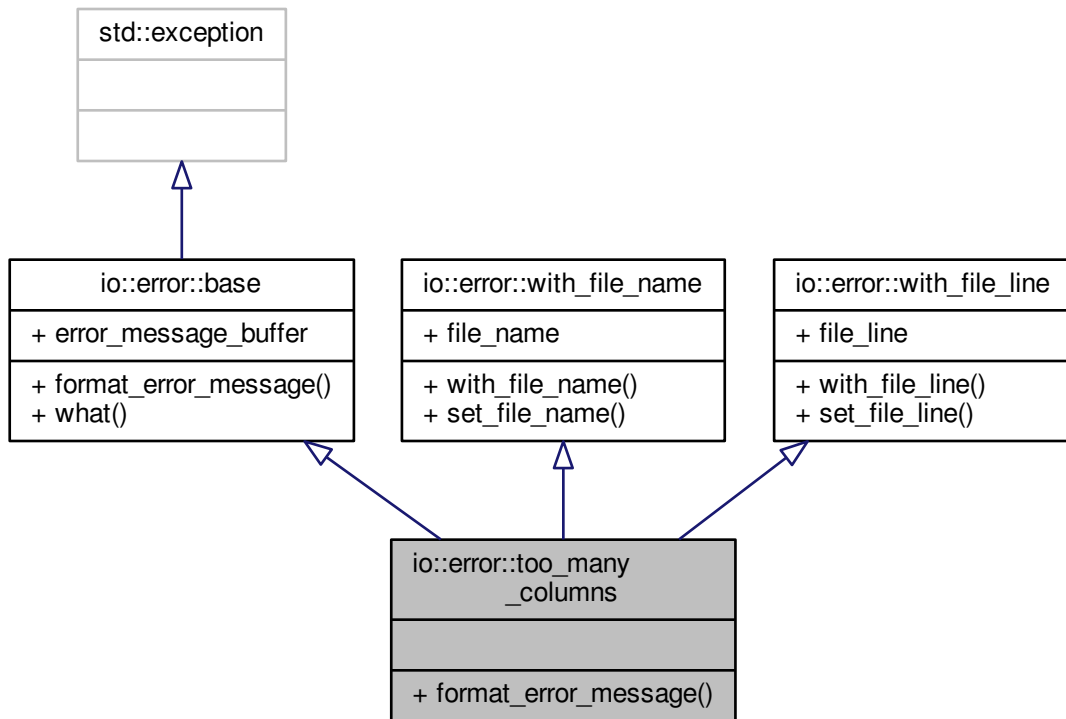 std::exception
io::error::base
+ error_message_buffer
+ format_error_message()
+ what()
io::error::with_file_name
+ file_name
+ with_file_name()
+ set_file_name()
io::error::with_file_line
+ file_line
+ with_file_line()
+ set_file_line()
io::error::too_many
_columns
+ format_error_message()